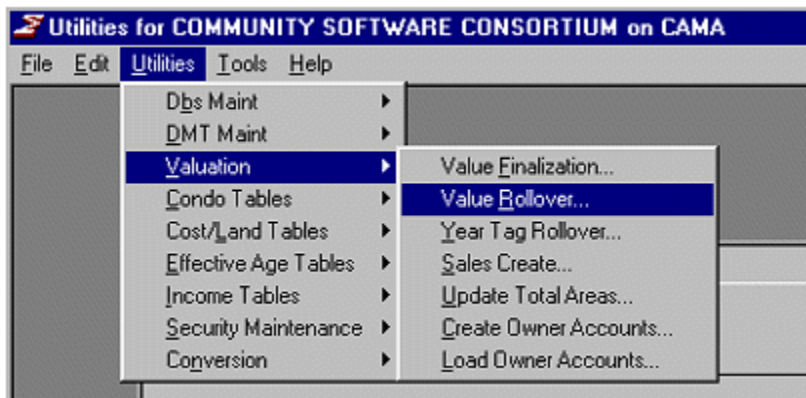 Utilities for COMMUNITY SOFTWARE CONSORTIUM on CAMA
File Edit Utilities Tools Help
Dbs Maint
DMT Maint
Valuation
Condo Tables
Cost/Land Tables
Effective Age Tables
Income Tables
Security Maintenance
Conversion
Value Finalization...
Value Rollover...
Year Tag Rollover...
Sales Create...
Update Total Areas...
Create Owner Accounts...
Load Owner Accounts...